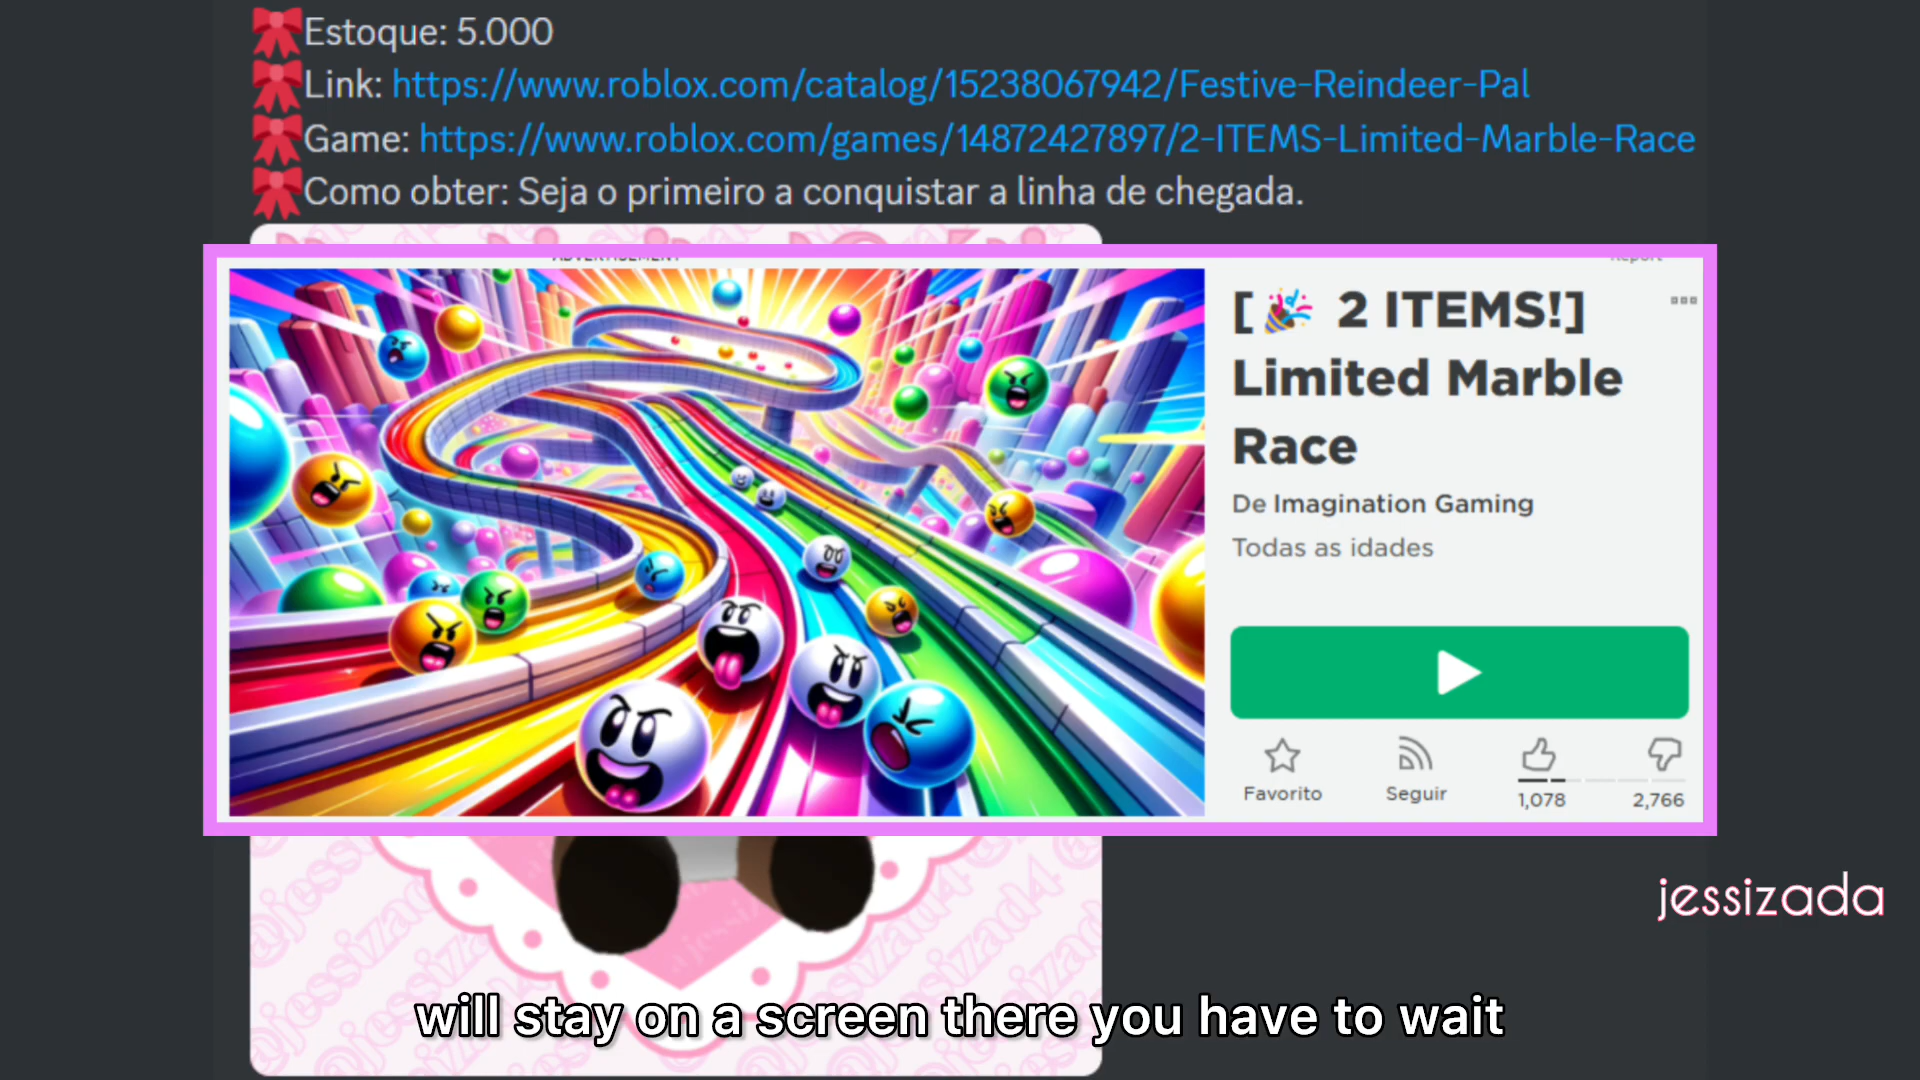 Estoque: 5.000
Link: https://www.roblox.com/catalog/15238067942/Festive-Reindeer-Pal
Game: https://www.roblox.com/games/14872427897/2-ITEMS-Limited-Marble-Race
Como obter: Seja o primeiro a conquistar a linha de chegada.
ADVERTISEMENT
Report
[🎉 2 ITEMS!]
Limited Marble
Race
De Imagination Gaming
Todas as idades
Favorito
Seguir
1,078
2,766
jessizada
will stay on a screen there you have to wait